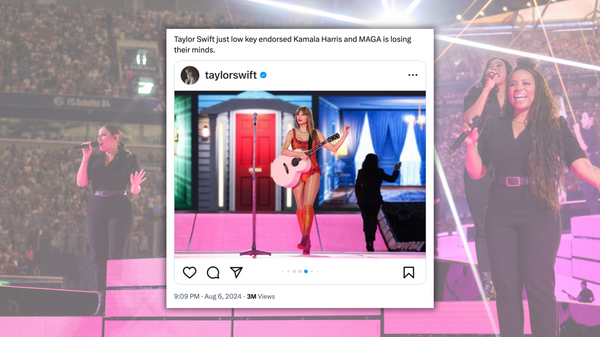 Taylor Swift just low key endorsed Kamala Harris and MAGA is losing
their minds.
taylorswift
9:09 PM · Aug 6, 2024 · 3M Views